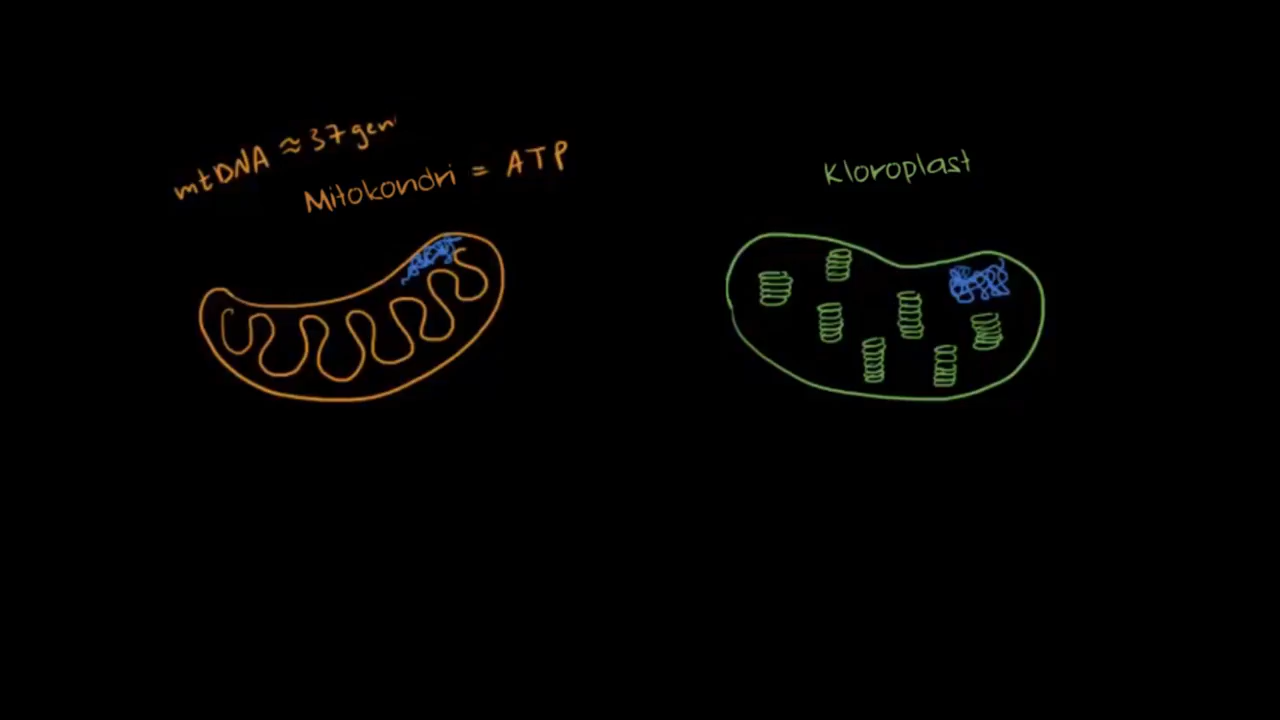 mtDNA ≈ 37 gen
Mitokondri = ATP
Kloroplast